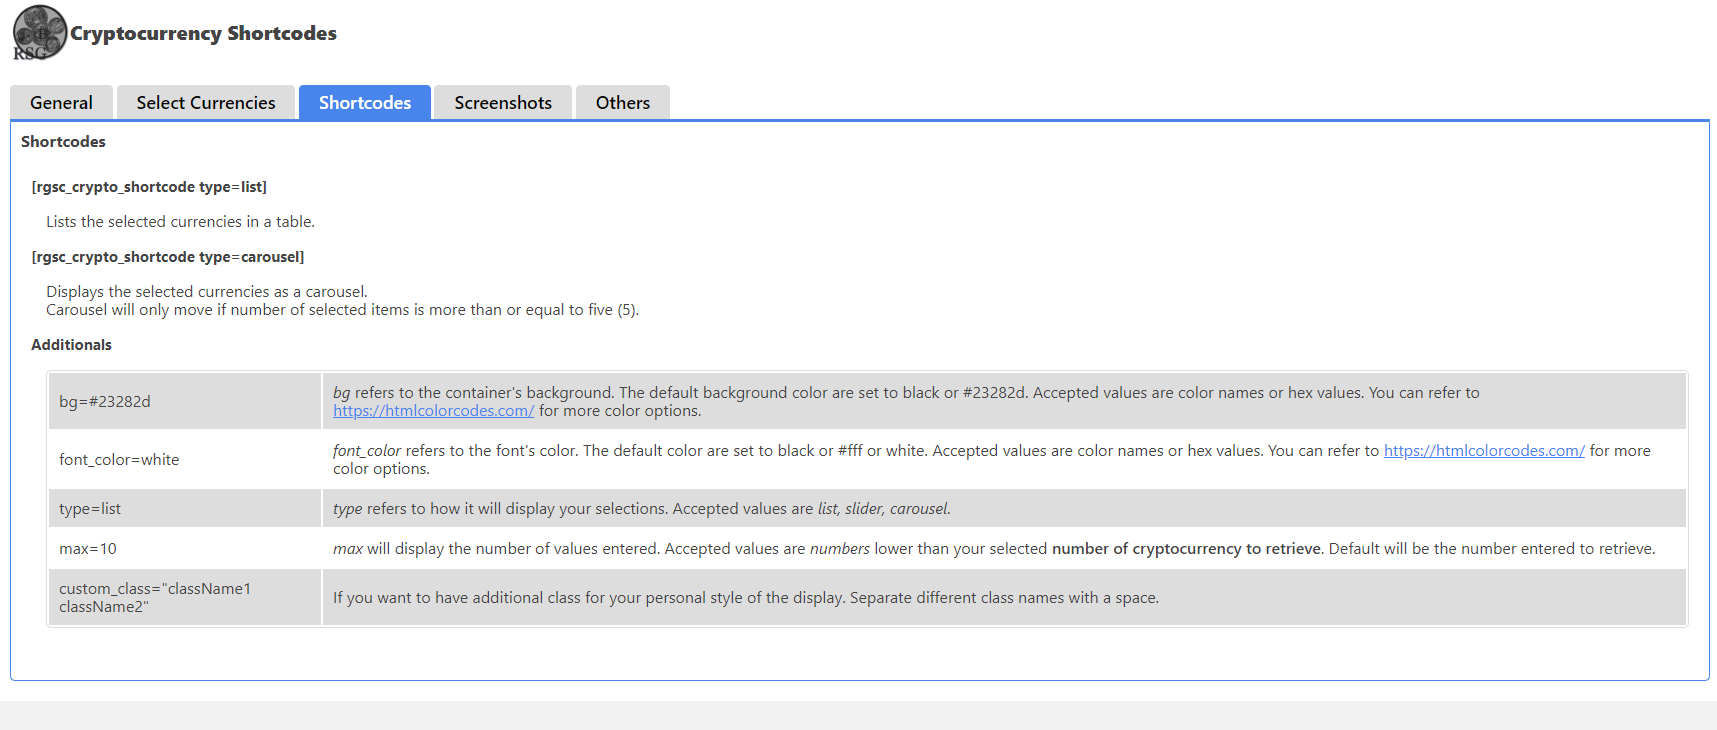 RSG
Cryptocurrency Shortcodes
General
Select Currencies
Shortcodes
Screenshots
Others
Shortcodes
[rgsc_crypto_shortcode type=list]
Lists the selected currencies in a table.
[rgsc_crypto_shortcode type=carousel]
Displays the selected currencies as a carousel.
Carousel will only move if number of selected items is more than or equal to five (5).
Additionals
bg=#23282d
bg refers to the container's background. The default background color are set to black or #23282d. Accepted values are color names or hex values. You can refer to
https://htmlcolorcodes.com/ for more color options.
font_color=white
font_color refers to the font's color. The default color are set to black or #fff or white. Accepted values are color names or hex values. You can refer to https://htmlcolorcodes.com/ for more
color options.
type=list
type refers to how it will display your selections. Accepted values are list, slider, carousel.
max=10
max will display the number of values entered. Accepted values are numbers lower than your selected number of cryptocurrency to retrieve. Default will be the number entered to retrieve.
custom_class="className1
className2"
If you want to have additional class for your personal style of the display. Separate different class names with a space.